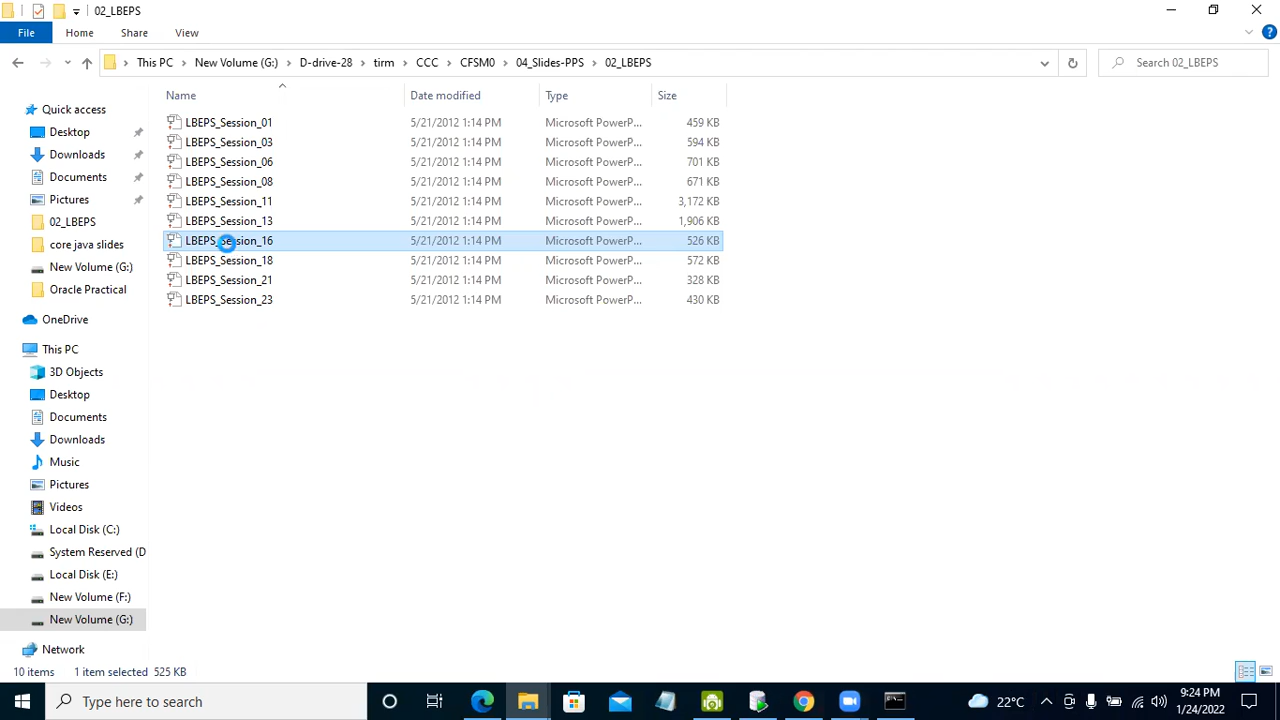 02_LBEPS
File Home Share View
This PC New Volume (G:) D-drive-28 tirm CCC CFSM0 04_Slides-PPS 02_LBEPS Search 02_LBEPS
Name Date modified Type Size
Quick access
Desktop
Downloads
Documents
Pictures
02_LBEPS
core java slides
New Volume (G:)
Oracle Practical
OneDrive
This PC
3D Objects
Desktop
Documents
Downloads
Music
Pictures
Videos
Local Disk (C:)
System Reserved (D
Local Disk (E:)
New Volume (F:)
New Volume (G:)
Network
LBEPS_Session_01 5/21/2012 1:14 PM Microsoft PowerP... 459 KB
LBEPS_Session_03 5/21/2012 1:14 PM Microsoft PowerP... 594 KB
LBEPS_Session_06 5/21/2012 1:14 PM Microsoft PowerP... 701 KB
LBEPS_Session_08 5/21/2012 1:14 PM Microsoft PowerP... 671 KB
LBEPS_Session_11 5/21/2012 1:14 PM Microsoft PowerP... 3,172 KB
LBEPS_Session_13 5/21/2012 1:14 PM Microsoft PowerP... 1,906 KB
LBEPS_Session_16 5/21/2012 1:14 PM Microsoft PowerP... 526 KB
LBEPS_Session_18 5/21/2012 1:14 PM Microsoft PowerP... 572 KB
LBEPS_Session_21 5/21/2012 1:14 PM Microsoft PowerP... 328 KB
LBEPS_Session_23 5/21/2012 1:14 PM Microsoft PowerP... 430 KB
10 items 1 item selected 525 KB
Type here to search 22°C 9:24 PM
1/24/2022